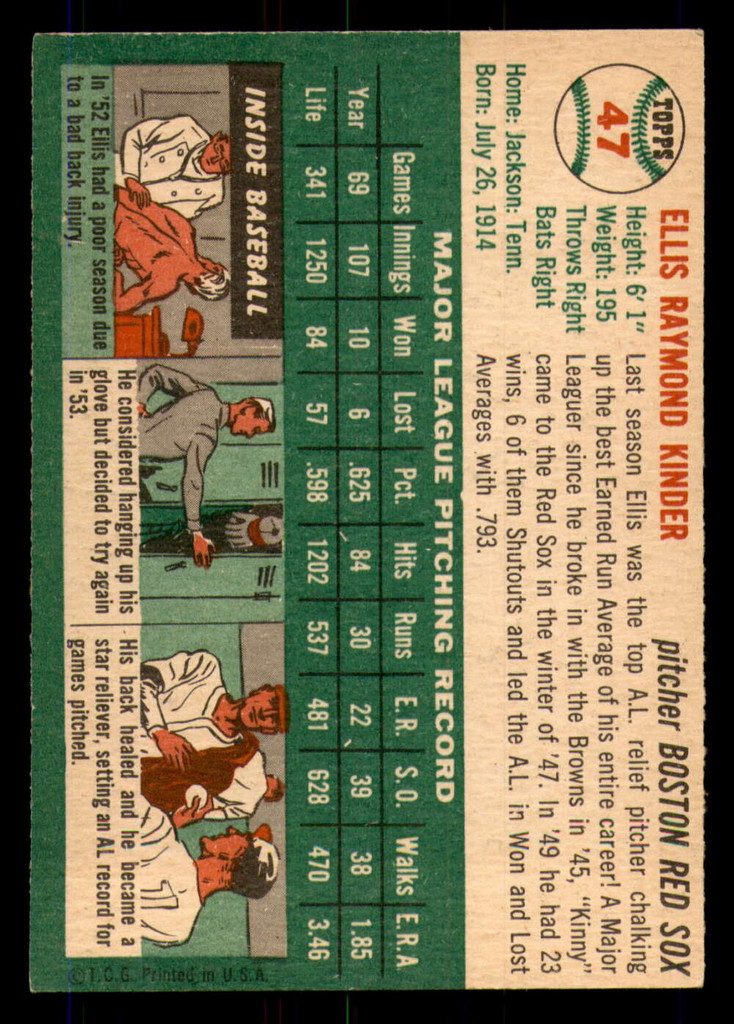 TOPPS
47
ELLIS RAYMOND KINDER
pitcher BOSTON RED SOX
Height: 6' 1"
Weight: 195
Throws Right
Bats Right
Home: Jackson: Tenn.
Born: July 26, 1914
Last season Ellis was the top A.L. relief pitcher chalking
up the best Earned Run Average of his entire career! A Major
Leaguer since he broke in with the Browns in '45, "Kinny"
came to the Red Sox in the winter of '47. In '49 he had 23
wins, 6 of them Shutouts and led the A.L. in Won and Lost
Averages with .793.
MAJOR LEAGUE PITCHING RECORD
Games Innings Won Lost Pct. Hits Runs E.R. S.O. Walks E.R.A
Year 69 107 10 6 .625 84 30 22 39 38 1.85
Life 341 1250 84 57 .598 1202 537 481 628 470 3.46
INSIDE BASEBALL
In '52 Ellis had a poor season due
to a bad back injury.
He considered hanging up his
glove but decided to try again
in '53.
His back healed and he became a
star reliever, setting an AL record for
games pitched.
©T.C.G. Printed in U.S.A.